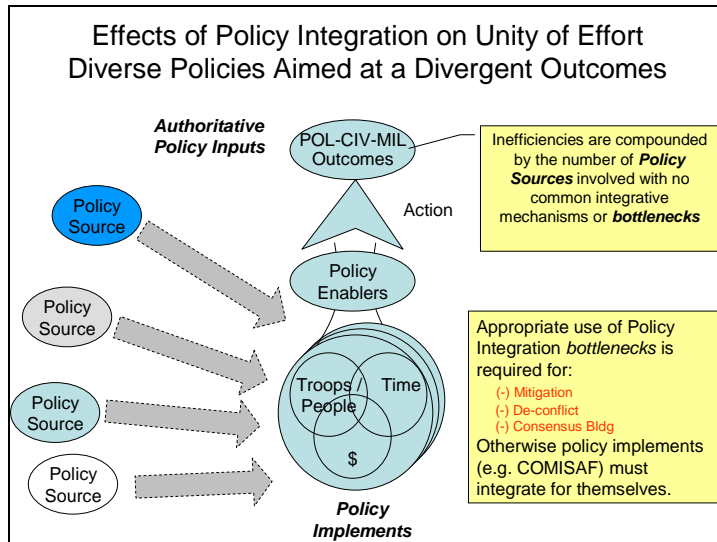 Effects of Policy Integration on Unity of Effort
Diverse Policies Aimed at a Divergent Outcomes
Authoritative
Policy Inputs
POL-CIV-MIL
Outcomes
Action
Policy
Enablers
Policy
Source
Policy
Source
Policy
Source
Policy
Source
Troops /
People
Time
$
Policy
Implements
Inefficiencies are compounded
by the number of Policy
Sources involved with no
common integrative
mechanisms or bottlenecks
Appropriate use of Policy
Integration bottlenecks is
required for:
(-) Mitigation
(-) De-conflict
(-) Consensus Bldg
Otherwise policy implements
(e.g. COMISAF) must
integrate for themselves.